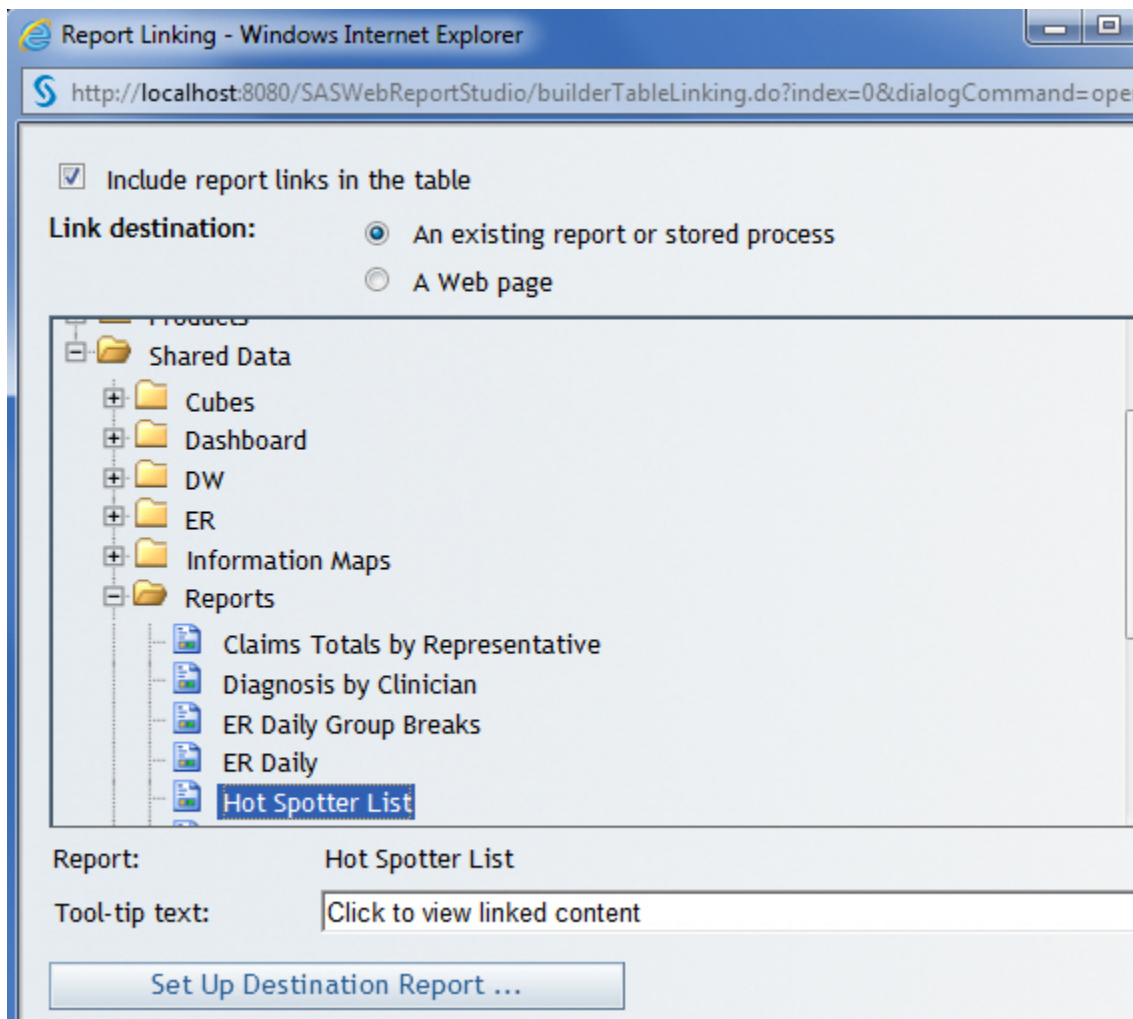 Report Linking - Windows Internet Explorer
http://localhost:8080/SASWebReportStudio/builderTableLinking.do?index=0&dialogCommand=ope
Include report links in the table
Link destination:
An existing report or stored process
A Web page
Products
Shared Data
Cubes
Dashboard
DW
ER
Information Maps
Reports
Claims Totals by Representative
Diagnosis by Clinician
ER Daily Group Breaks
ER Daily
Hot Spotter List
Report: Hot Spotter List
Tool-tip text: Click to view linked content
Set Up Destination Report ...